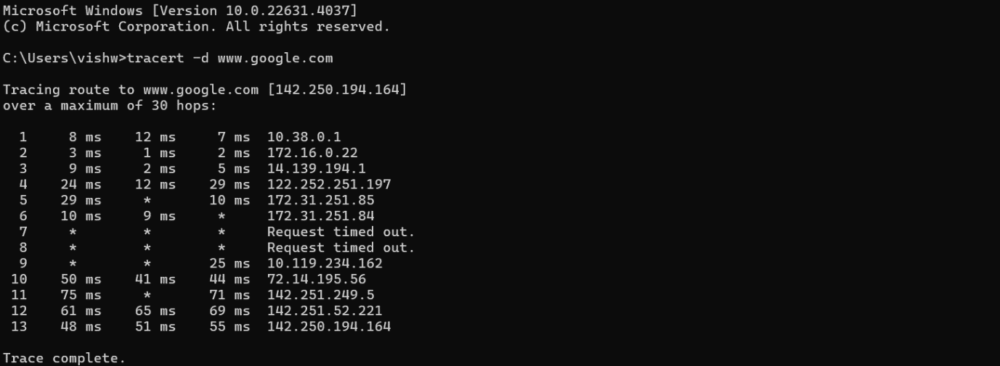 Microsoft Windows [Version 10.0.22631.4037]
(c) Microsoft Corporation. All rights reserved.
C:\Users\vishw>tracert -d www.google.com
Tracing route to www.google.com [142.250.194.164]
over a maximum of 30 hops:
  1     8 ms    12 ms     7 ms  10.38.0.1
  2     3 ms     1 ms     2 ms  172.16.0.22
  3     9 ms     2 ms     5 ms  14.139.194.1
  4    24 ms    12 ms    29 ms  122.252.251.197
  5    29 ms     *       10 ms  172.31.251.85
  6    10 ms     9 ms     *     172.31.251.84
  7     *        *        *     Request timed out.
  8     *        *        *     Request timed out.
  9     *        *       25 ms  10.119.234.162
 10    50 ms    41 ms    44 ms  72.14.195.56
 11    75 ms     *       71 ms  142.251.249.5
 12    61 ms    65 ms    69 ms  142.251.52.221
 13    48 ms    51 ms    55 ms  142.250.194.164
Trace complete.